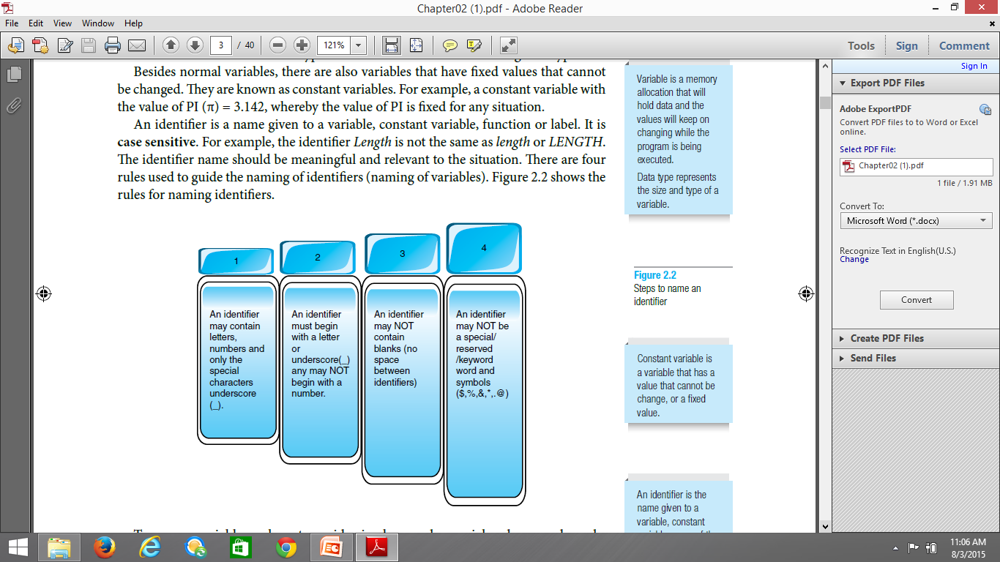 Chapter02 (1).pdf - Adobe Reader
File Edit View Window Help
3 / 40
121%
Tools Sign Comment
Besides normal variables, there are also variables that have fixed values that cannot
be changed. They are known as constant variables. For example, a constant variable with
the value of PI (π) = 3.142, whereby the value of PI is fixed for any situation.
An identifier is a name given to a variable, constant variable, function or label. It is
case sensitive. For example, the identifier Length is not the same as length or LENGTH.
The identifier name should be meaningful and relevant to the situation. There are four
rules used to guide the naming of identifiers (naming of variables). Figure 2.2 shows the
rules for naming identifiers.
1
An identifier
may contain
letters,
numbers and
only the
special
characters
underscore
(_).
2
An identifier
must begin
with a letter
or
underscore(_)
any may NOT
begin with a
number.
3
An identifier
may NOT
contain
blanks (no
space
between
identifiers)
4
An identifier
may NOT be
a special/
reserved
/keyword
word and
symbols
($,%,&,*,.@)
Variable is a memory
allocation that will
hold data and the
values will keep on
changing while the
program is being
executed.
Data type represents
the size and type of a
variable.
Figure 2.2
Steps to name an
identifier
Constant variable is
a variable that has a
value that cannot be
change, or a fixed
value.
An identifier is the
name given to a
variable, constant
Sign In
Export PDF Files
Adobe ExportPDF
Convert PDF files to to Word or Excel
online.
Select PDF File:
Chapter02 (1).pdf
1 file / 1.91 MB
Convert To:
Microsoft Word (*.docx)
Recognize Text in English(U.S.)
Change
Convert
Create PDF Files
Send Files
11:06 AM
8/3/2015